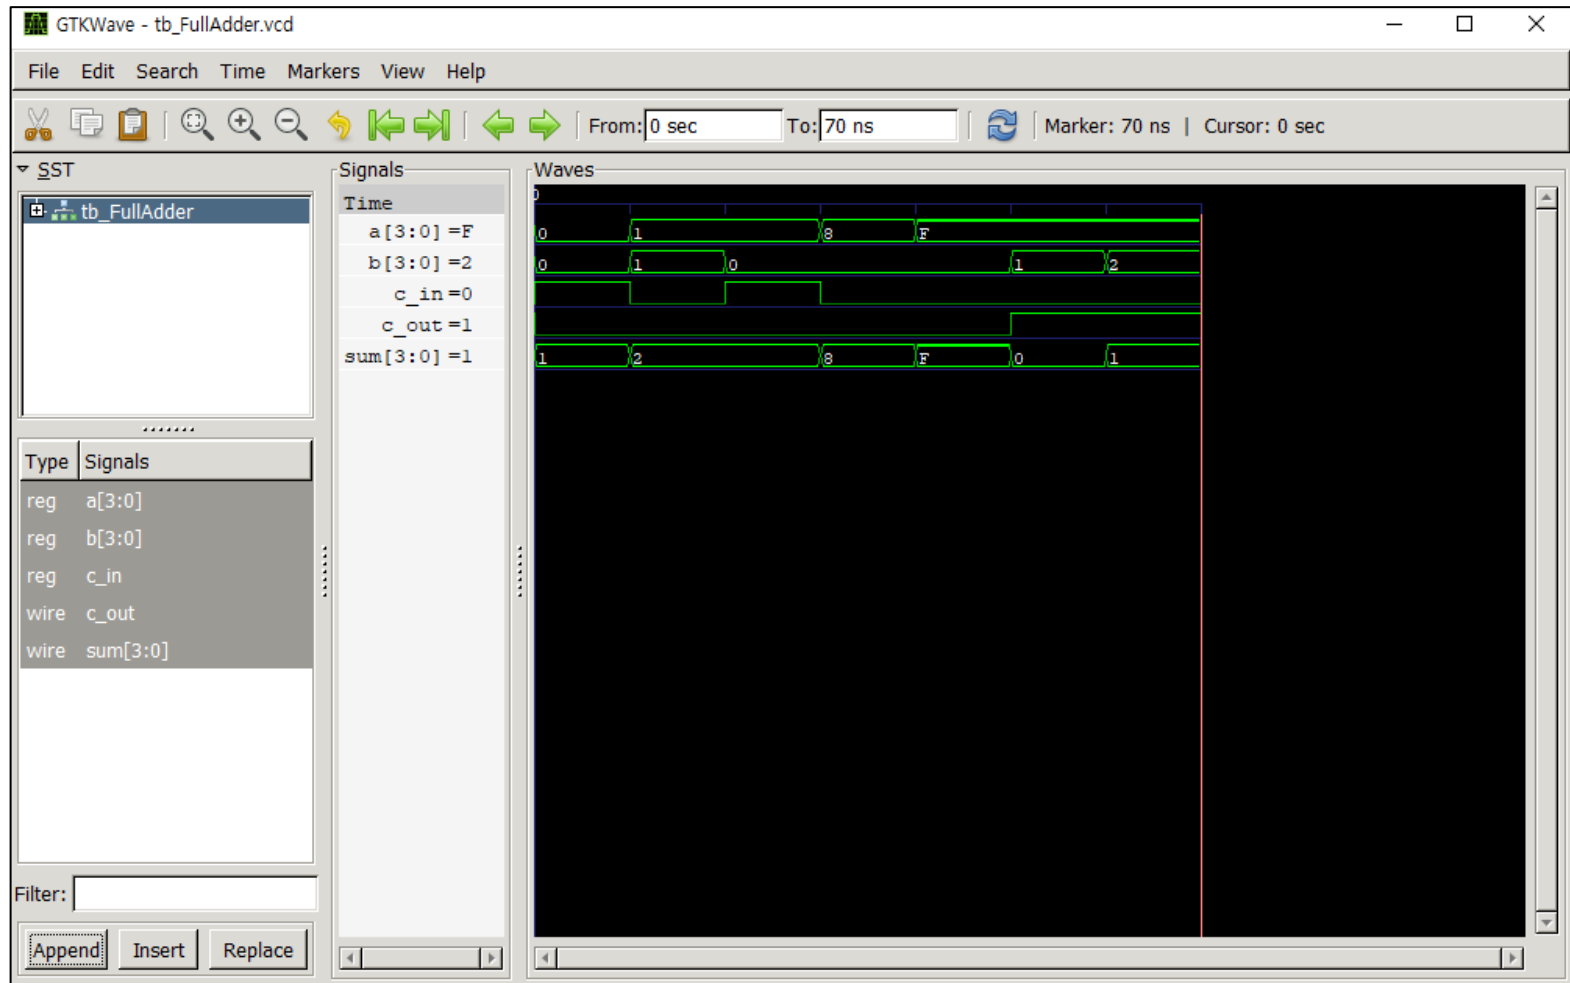 GTKWave - tb_FullAdder.vcd
File Edit Search Time Markers View Help
From: 0 sec To: 70 ns Marker: 70 ns | Cursor: 0 sec
SST
tb_FullAdder
Type Signals
reg a[3:0]
reg b[3:0]
reg c_in
wire c_out
wire sum[3:0]
Filter:
Append Insert Replace
Signals
Time
a[3:0] =F
b[3:0] =2
c_in =0
c_out =1
sum[3:0] =1
Waves
0
0 1 8 F
0 1 0 1 2
1 2 8 F 0 1